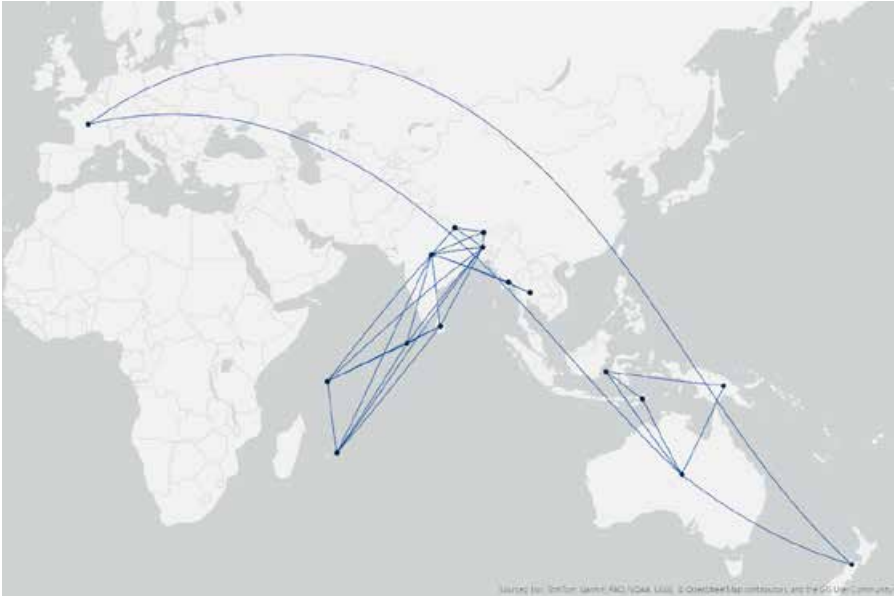 Sources: Esri, TomTom, Garmin, FAO, NOAA, USGS, © OpenStreetMap contributors, and the GIS User Community